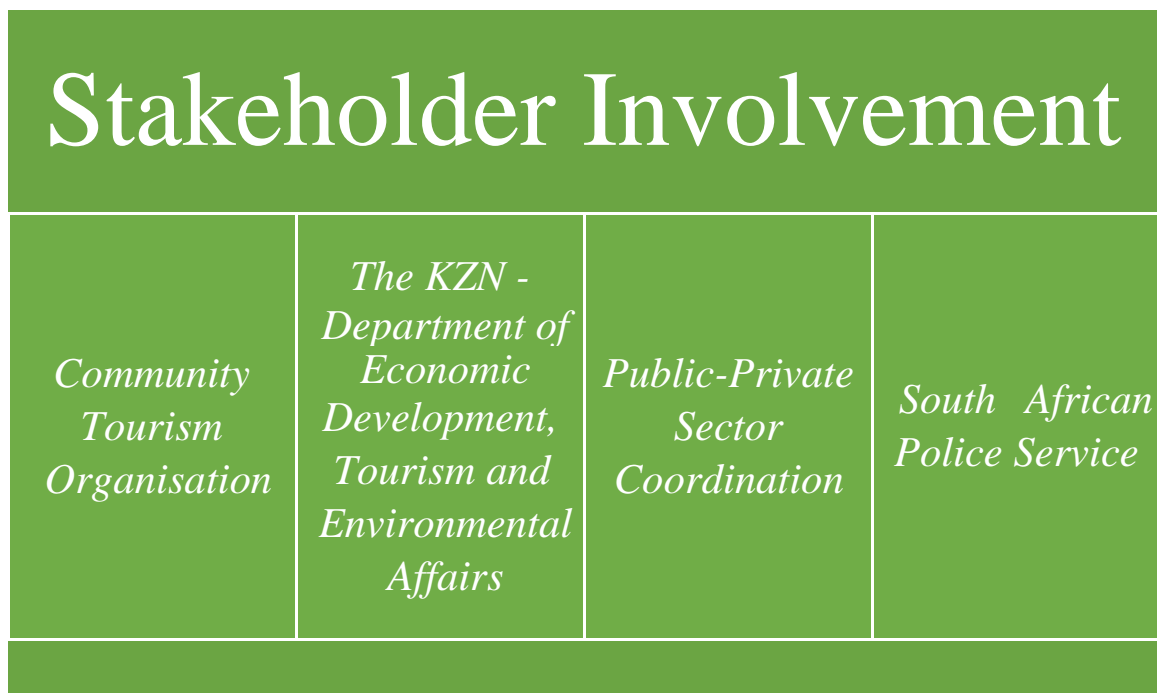 Stakeholder Involvement
Community
Tourism
Organisation
The KZN -
Department of
Economic
Development,
Tourism and
Environmental
Affairs
Public-Private
Sector
Coordination
South African
Police Service